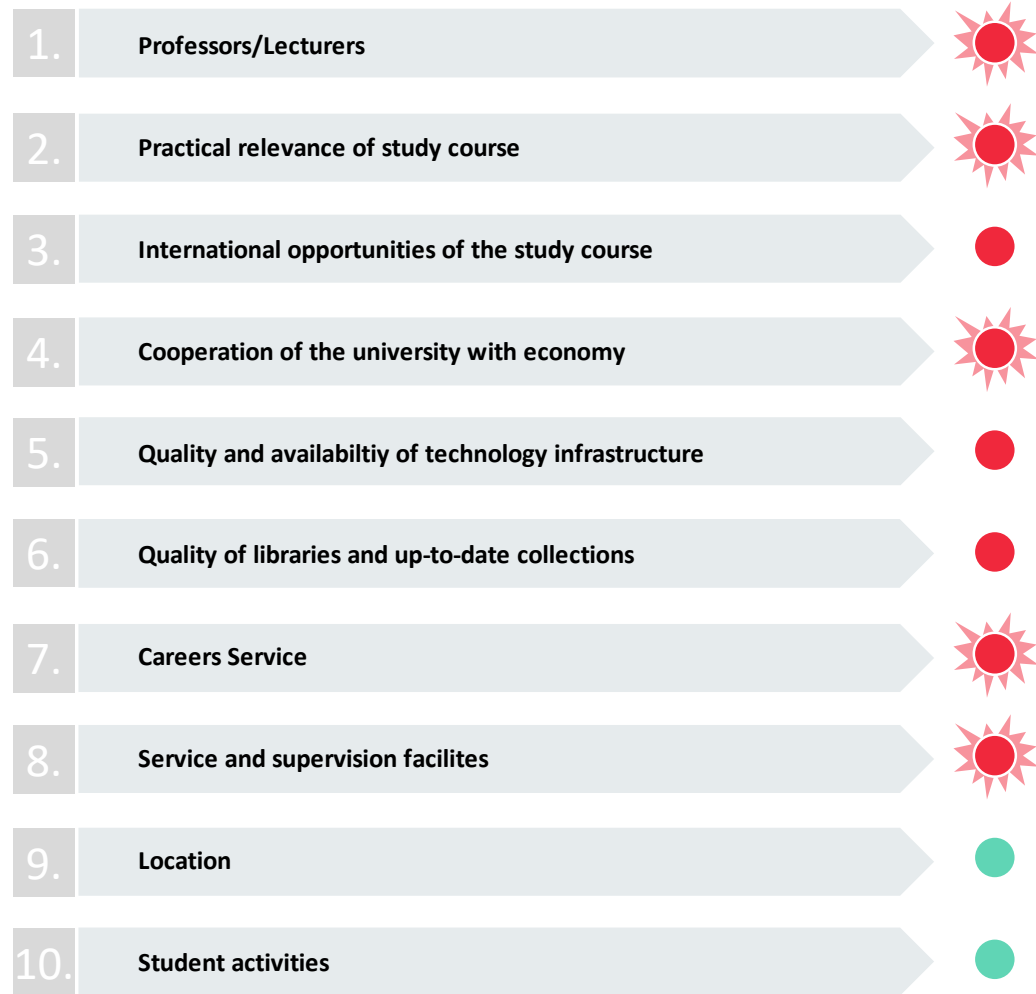 1. Professors/Lecturers
2. Practical relevance of study course
3. International opportunities of the study course
4. Cooperation of the university with economy
5. Quality and availabiltiy of technology infrastructure
6. Quality of libraries and up-to-date collections
7. Careers Service
8. Service and supervision facilites
9. Location
10. Student activities